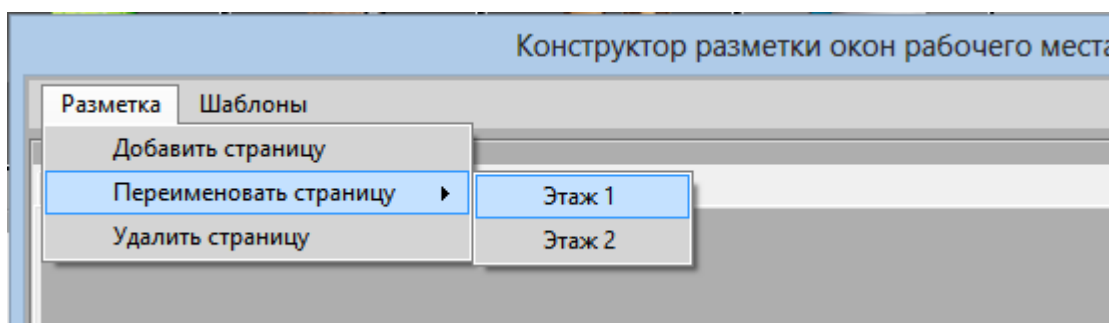 Конструктор разметки окон рабочего места
Разметка Шаблоны
Добавить страницу
Переименовать страницу Этаж 1
Удалить страницу Этаж 2